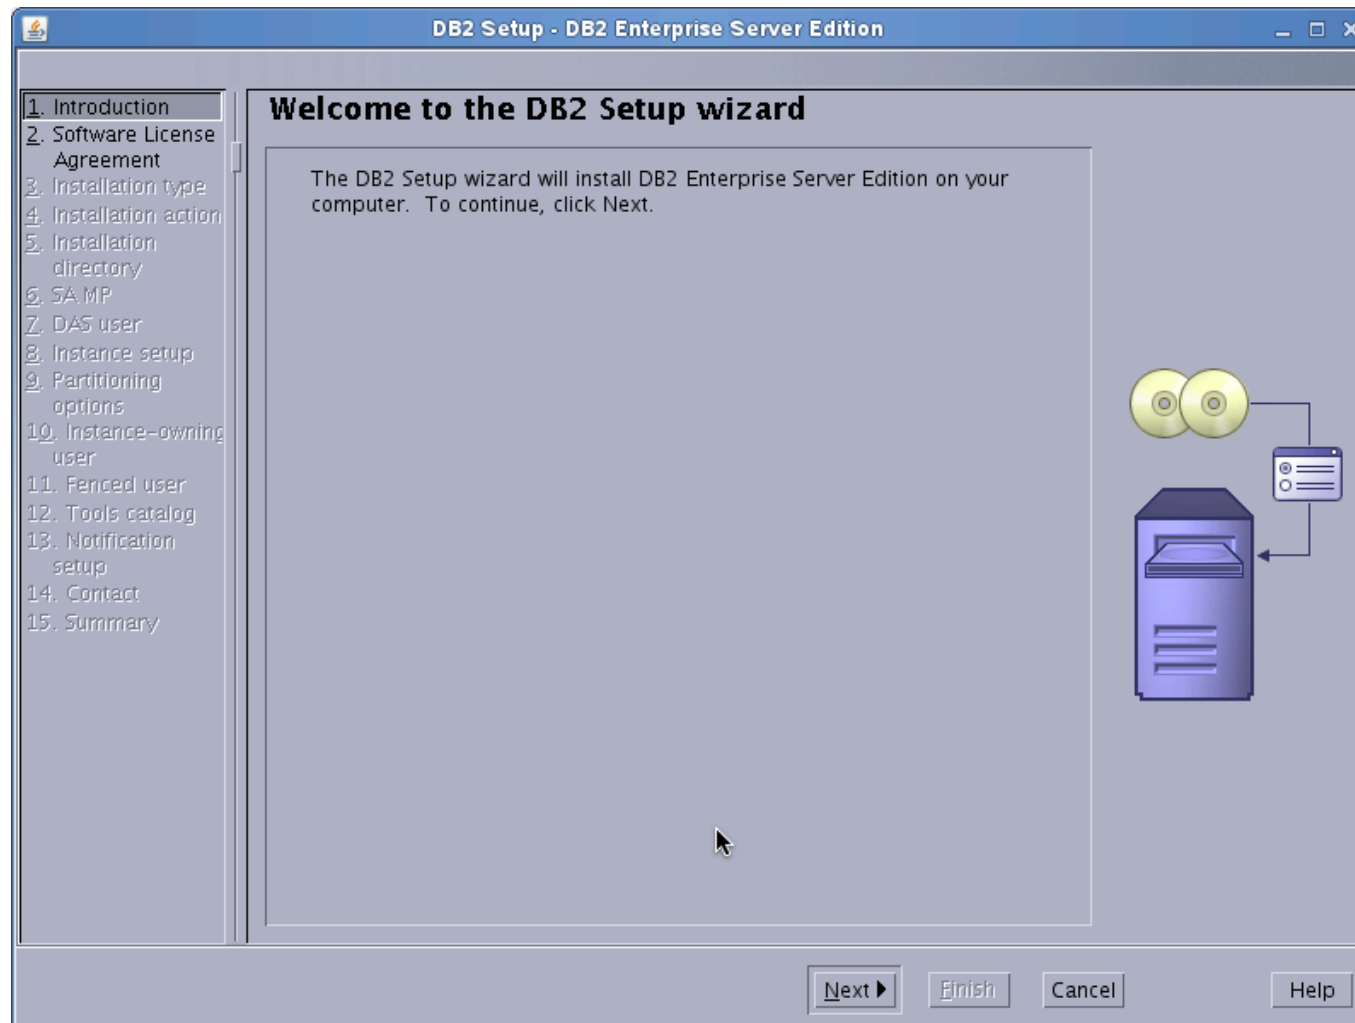 DB2 Setup - DB2 Enterprise Server Edition
1. Introduction
2. Software License
Agreement
3. Installation type
4. Installation action
5. Installation
directory
6. SA MP
7. DAS user
8. Instance setup
9. Partitioning
options
10. Instance-owning
user
11. Fenced user
12. Tools catalog
13. Notification
setup
14. Contact
15. Summary
Welcome to the DB2 Setup wizard
The DB2 Setup wizard will install DB2 Enterprise Server Edition on your
computer. To continue, click Next.
Next
Finish
Cancel
Help